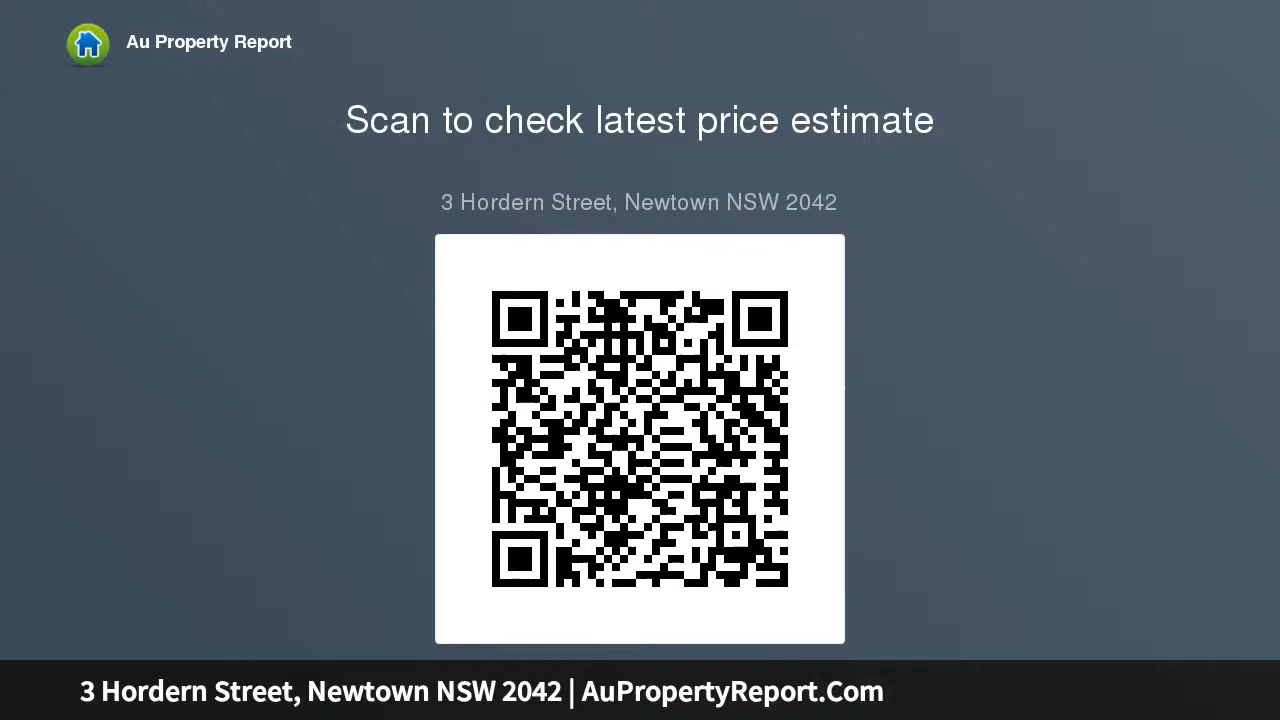 Au Property Report
Scan to check latest price estimate
3 Hordern Street, Newtown NSW 2042
3 Hordern Street, Newtown NSW 2042 | AuPropertyReport.Com